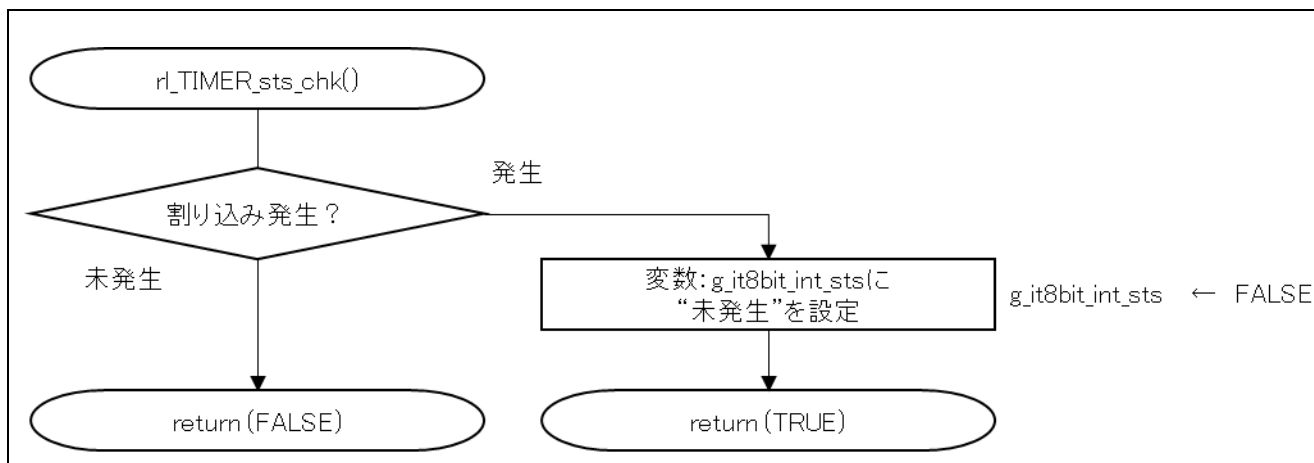 rl_TIMER_sts_chk()
割り込み発生？
発生
未発生
変数：g_it8bit_int_stsに
“未発生”を設定
g_it8bit_int_sts ← FALSE
return (FALSE)
return (TRUE)